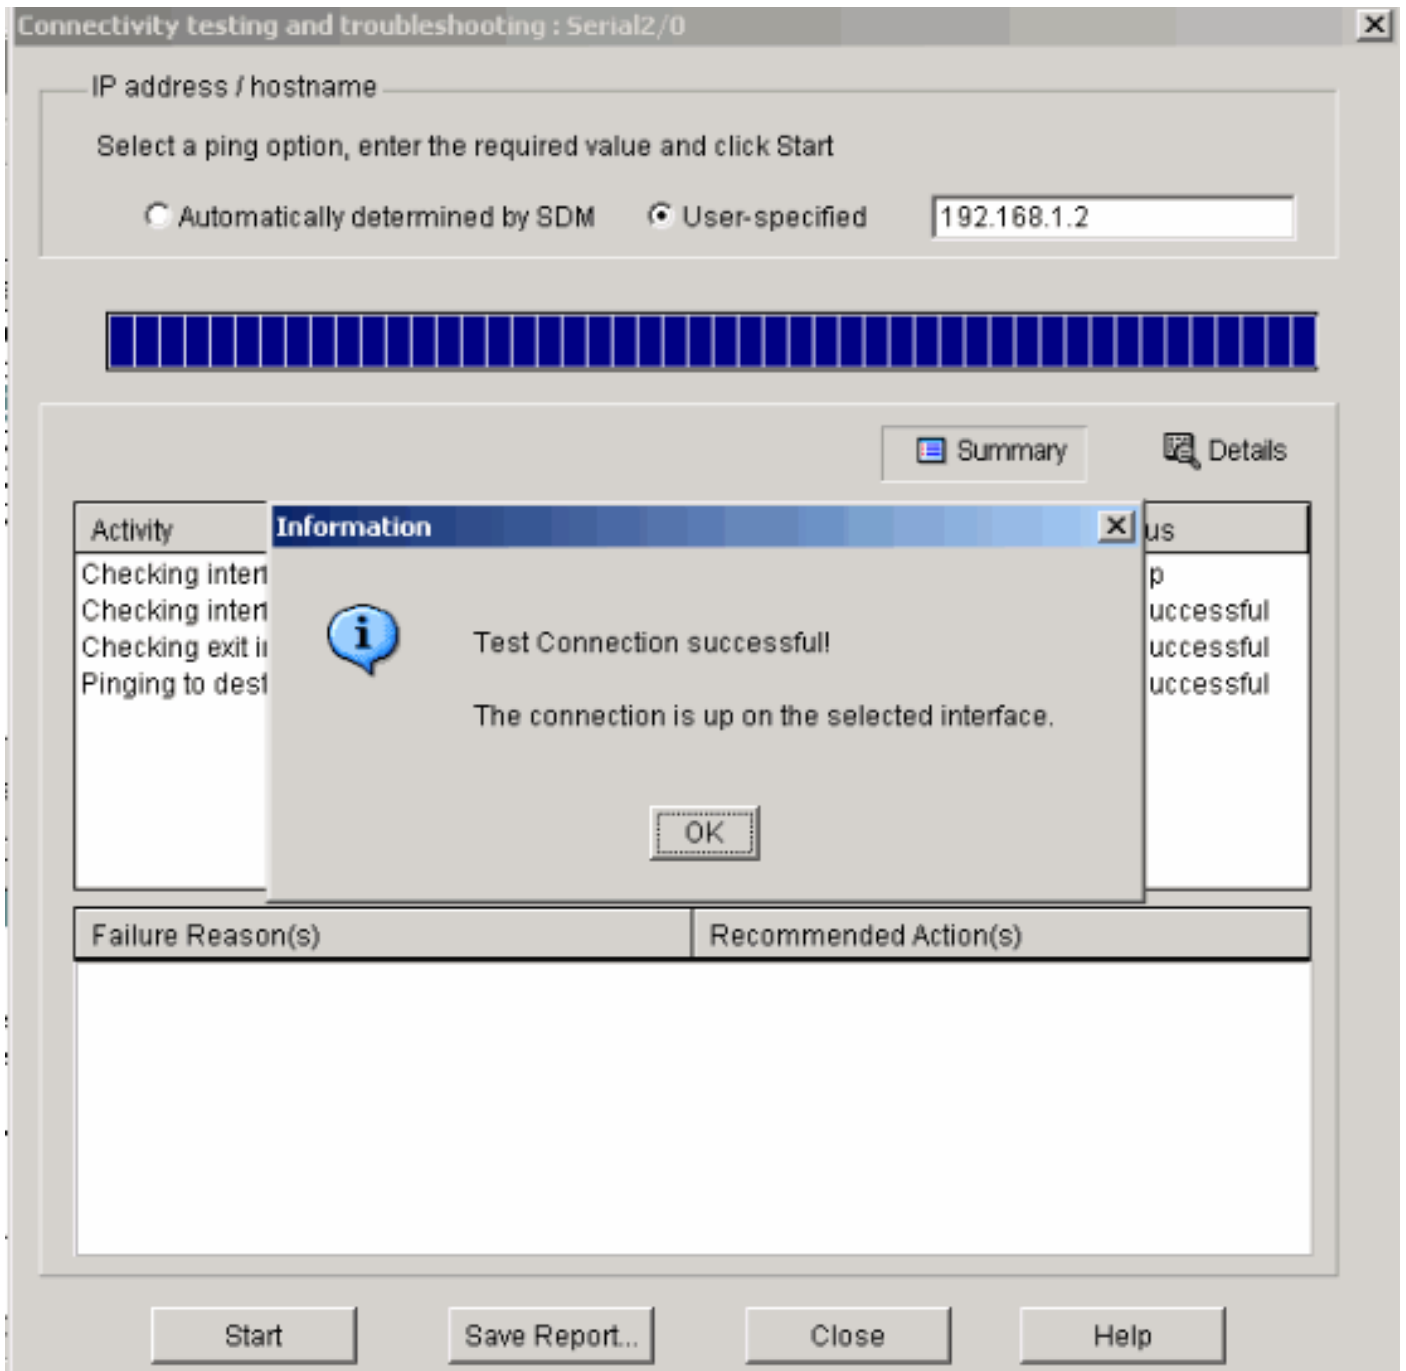 Connectivity testing and troubleshooting : Serial2/0
IP address / hostname
Select a ping option, enter the required value and click Start
Automatically determined by SDM User-specified 192.168.1.2
Summary Details
Activity
Information
us
Checking interf
p
Checking interf
uccessful
Checking exit in
uccessful
Pinging to dest
uccessful
Test Connection successful!
The connection is up on the selected interface.
OK
Failure Reason(s) Recommended Action(s)
Start Save Report... Close Help